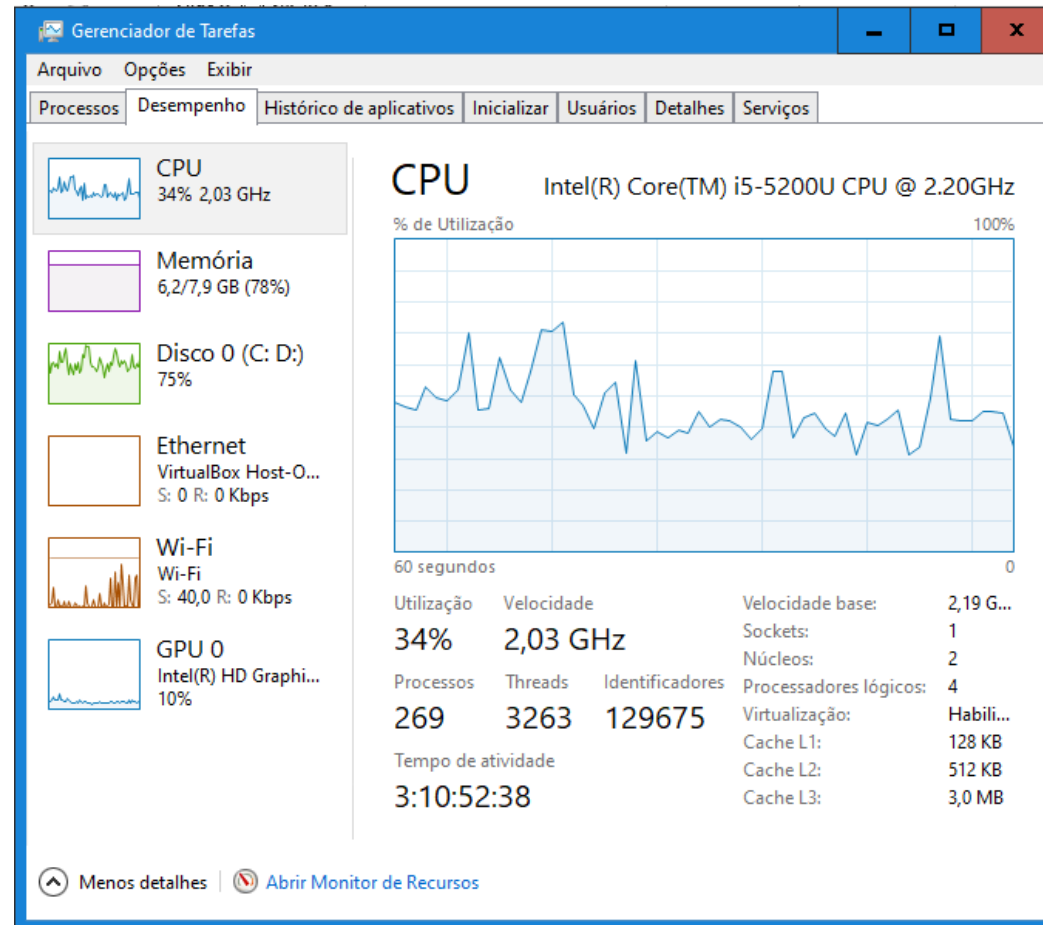 Gerenciador de Tarefas
Arquivo Opções Exibir
Processos Desempenho Histórico de aplicativos Inicializar Usuários Detalhes Serviços
CPU
34% 2,03 GHz
Memória
6,2/7,9 GB (78%)
Disco 0 (C: D:)
75%
Ethernet
VirtualBox Host-O...
S: 0 R: 0 Kbps
Wi-Fi
Wi-Fi
S: 40,0 R: 0 Kbps
GPU 0
Intel(R) HD Graphi...
10%
CPU Intel(R) Core(TM) i5-5200U CPU @ 2.20GHz
% de Utilização 100%
60 segundos 0
Utilização Velocidade
34% 2,03 GHz
Processos Threads Identificadores
269 3263 129675
Tempo de atividade
3:10:52:38
Velocidade base: 2,19 G...
Sockets: 1
Núcleos: 2
Processadores lógicos: 4
Virtualização: Habili...
Cache L1: 128 KB
Cache L2: 512 KB
Cache L3: 3,0 MB
Menos detalhes Abrir Monitor de Recursos